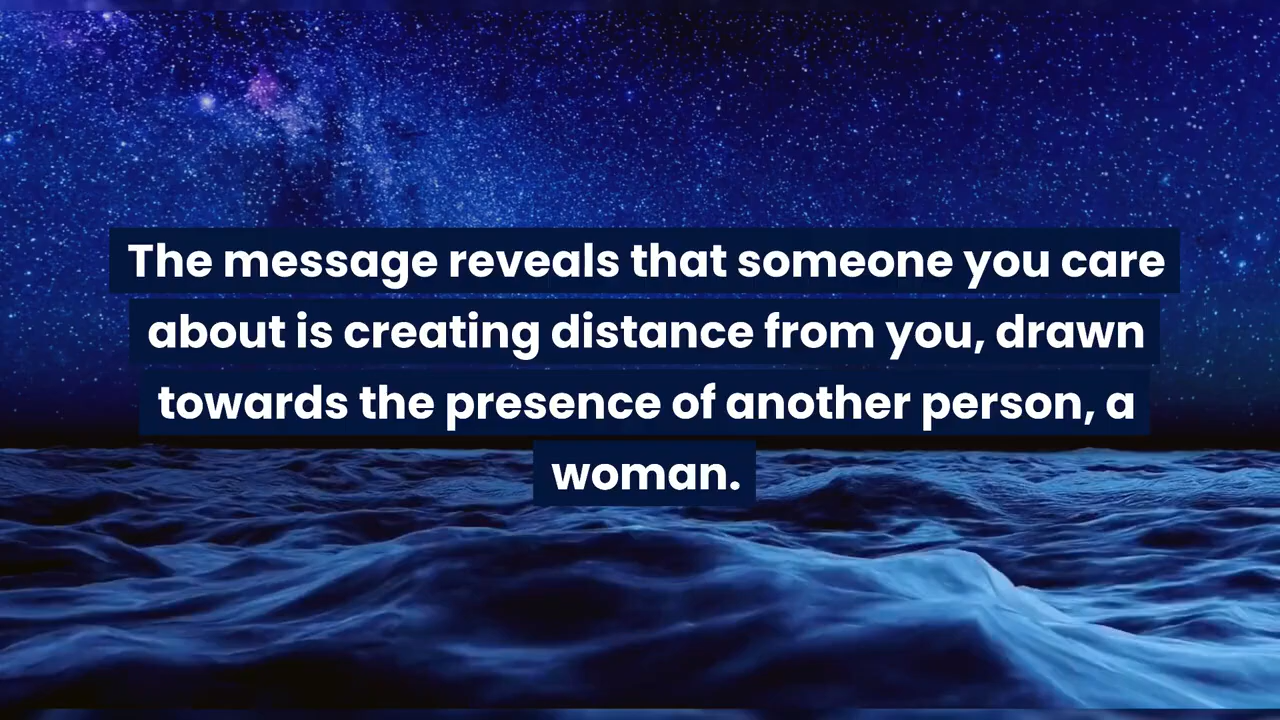 The message reveals that someone you care
about is creating distance from you, drawn
towards the presence of another person, a
woman.